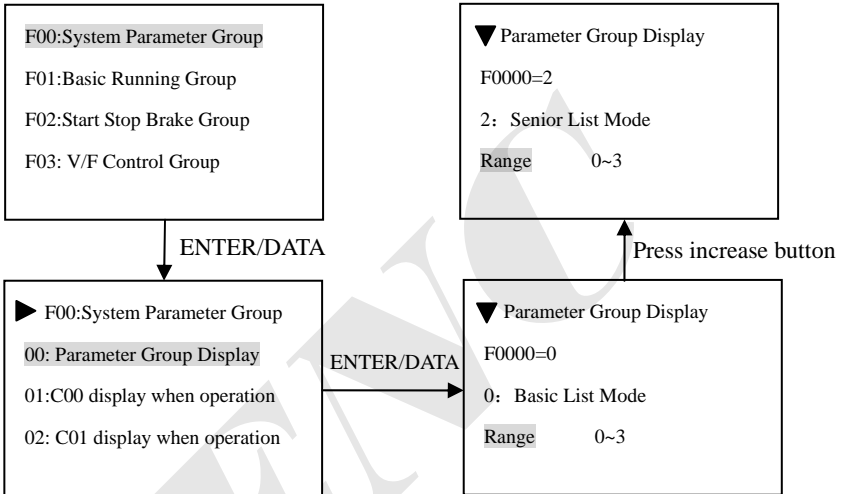 F00:System Parameter Group
F01:Basic Running Group
F02:Start Stop Brake Group
F03: V/F Control Group
ENTER/DATA
▶ F00:System Parameter Group
00: Parameter Group Display
01:C00 display when operation
02: C01 display when operation
ENTER/DATA
▼ Parameter Group Display
F0000=0
0：Basic List Mode
Range 0~3
Press increase button
▼ Parameter Group Display
F0000=2
2：Senior List Mode
Range 0~3